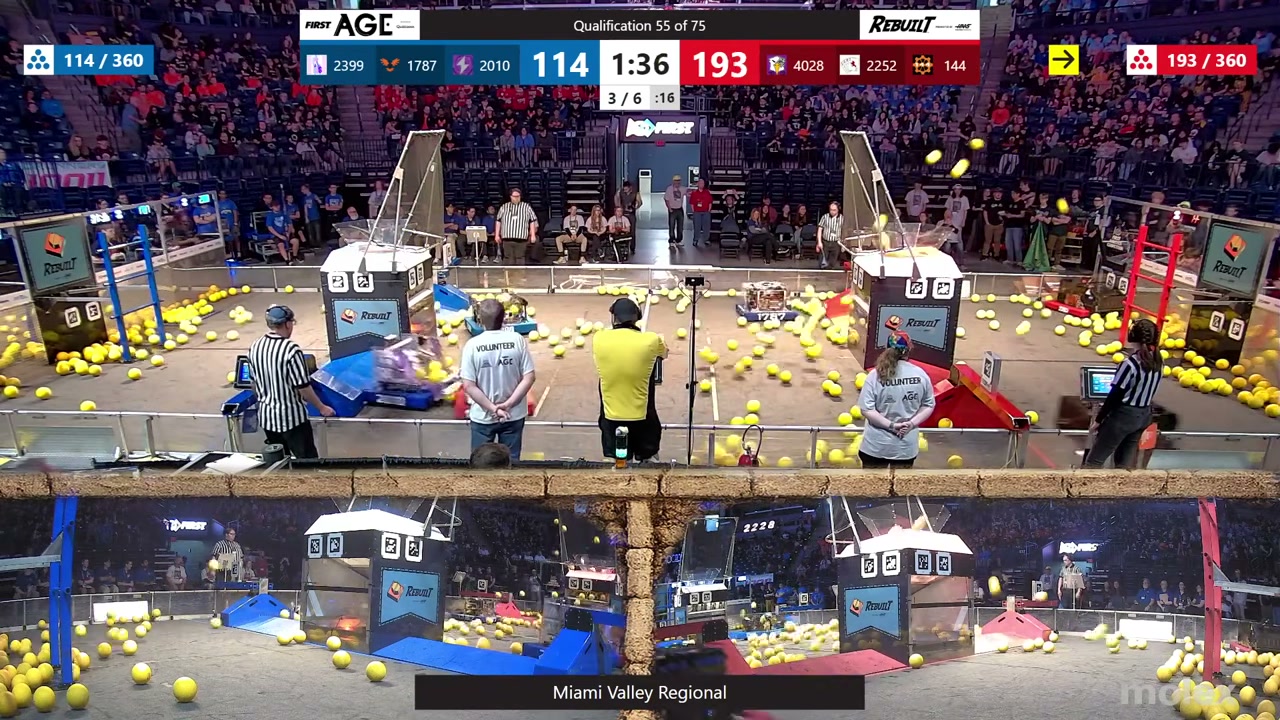 FIRST AGE
Qualification 55 of 75
REBUILT
114 / 360
2399
1787
2010
114
1:36
193
4028
2252
144
193 / 360
3 / 6
:16
FIRST
REBUILT
REBUILT
REBUILT
REBUILT
VOLUNTEER
AGE
VOLUNTEER
AGE
1787
FIRST
2228
REBUILT
REBUILT
Miami Valley Regional
molex